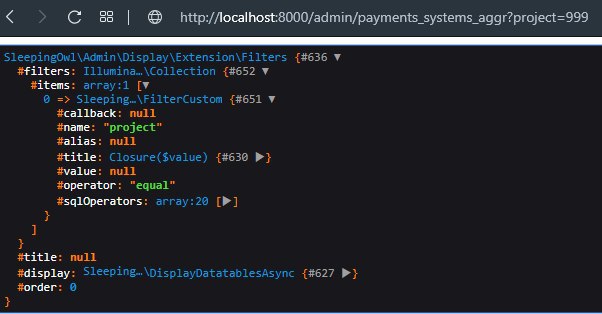 http://localhost:8000/admin/payments_systems_aggr?project=999
SleepingOwl\Admin\Display\Extension\Filters {#636 ▼
#filters: Illumina…\Collection {#652 ▼
#items: array:1 [▼
0 => Sleeping…\FilterCustom {#651 ▼
#callback: null
#name: "project"
#alias: null
#title: Closure($value) {#630 ▶}
#value: null
#operator: "equal"
#sqlOperators: array:20 [▶]
}
]
}
#title: null
#display: Sleeping…\DisplayDatatablesAsync {#627 ▶}
#order: 0
}